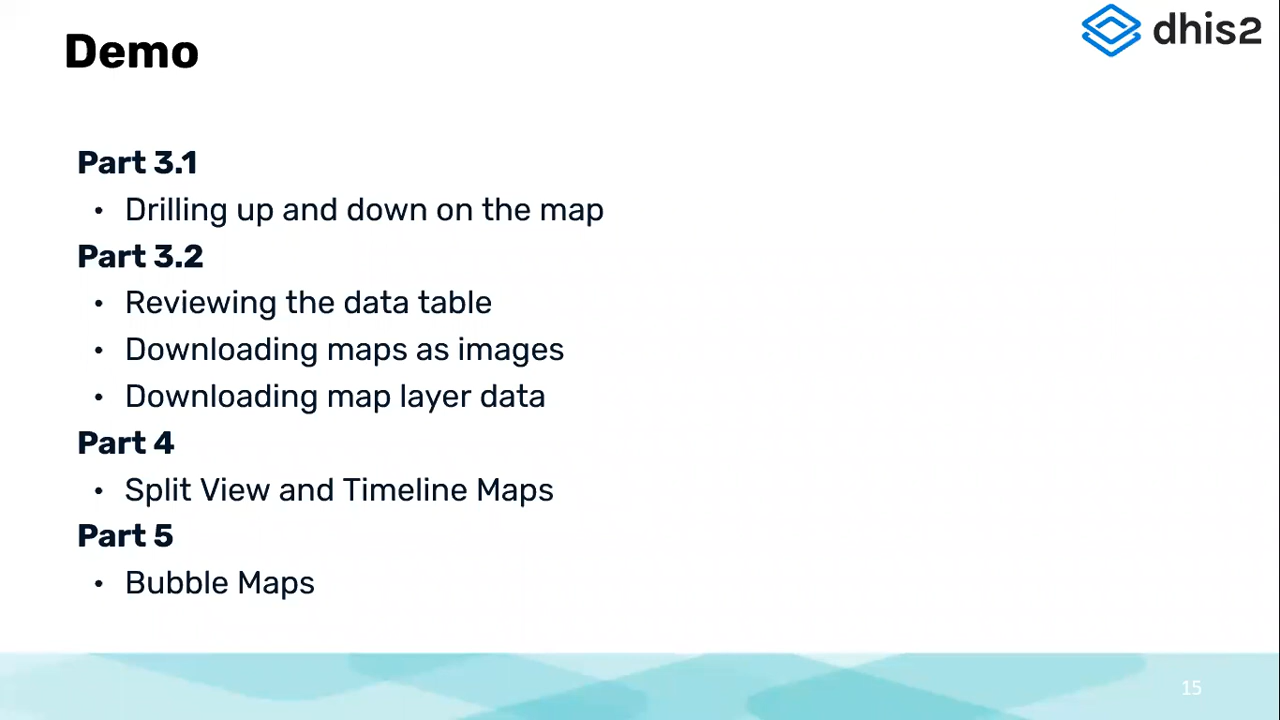 Demo
dhis2
Part 3.1
• Drilling up and down on the map
Part 3.2
• Reviewing the data table
• Downloading maps as images
• Downloading map layer data
Part 4
• Split View and Timeline Maps
Part 5
• Bubble Maps
15